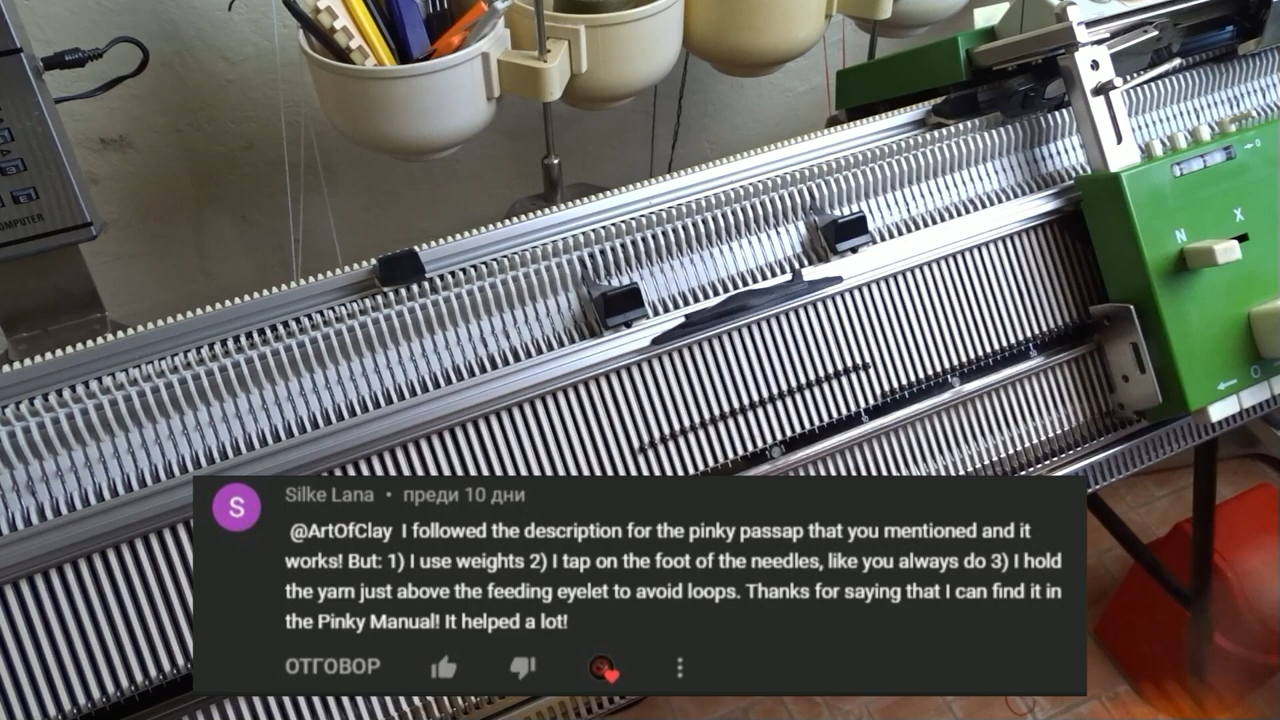 OMPUTER
N
X
O
Silke Lana • преди 10 дни
@ArtOfClay I followed the description for the pinky passap that you mentioned and it
works! But: 1) I use weights 2) I tap on the foot of the needles, like you always do 3) I hold
the yarn just above the feeding eyelet to avoid loops. Thanks for saying that I can find it in
the Pinky Manual! It helped a lot!
ОТГОВОР